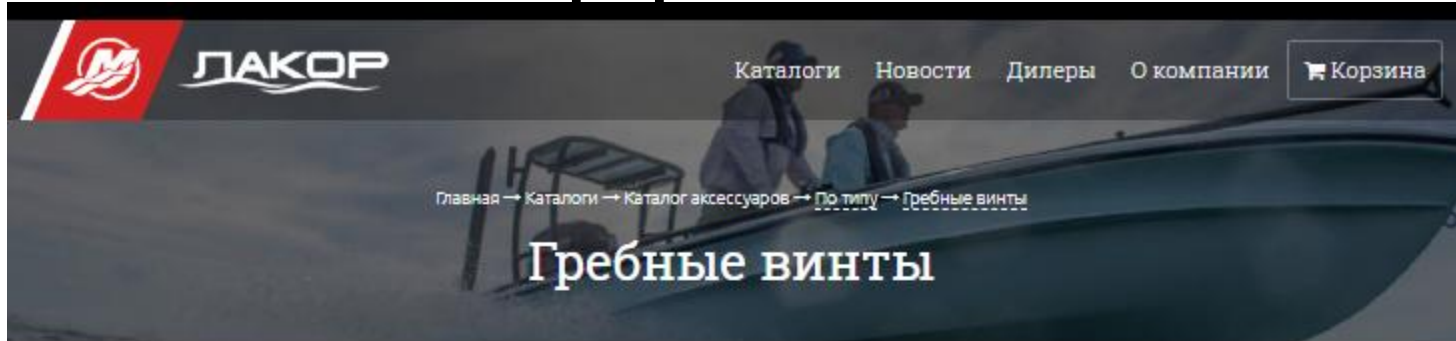 ЛАКОР
Каталоги Новости Дилеры О компании Корзина
Главная → Каталоги → Каталог аксессуаров → По типу → Гребные винты
Гребные винты